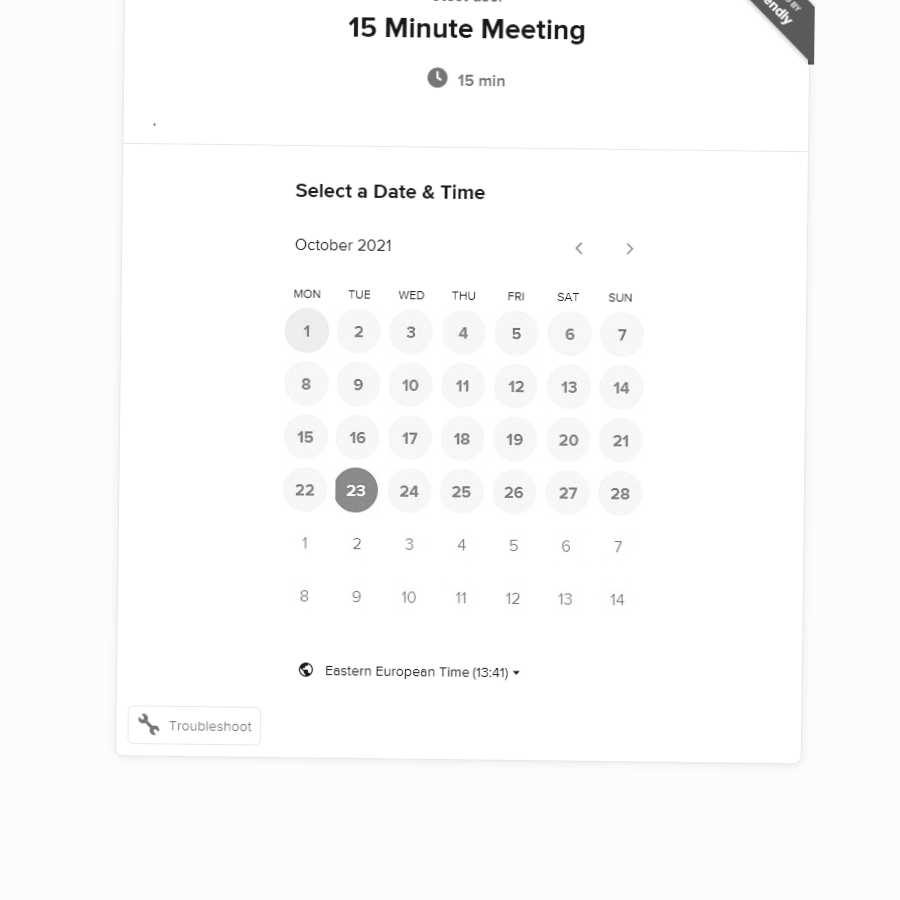 15 Minute Meeting
15 min
Select a Date & Time
October 2021
MON TUE WED THU FRI SAT SUN
1 2 3 4 5 6 7
8 9 10 11 12 13 14
15 16 17 18 19 20 21
22 23 24 25 26 27 28
1 2 3 4 5 6 7
8 9 10 11 12 13 14
Eastern European Time (13:41)
Troubleshoot